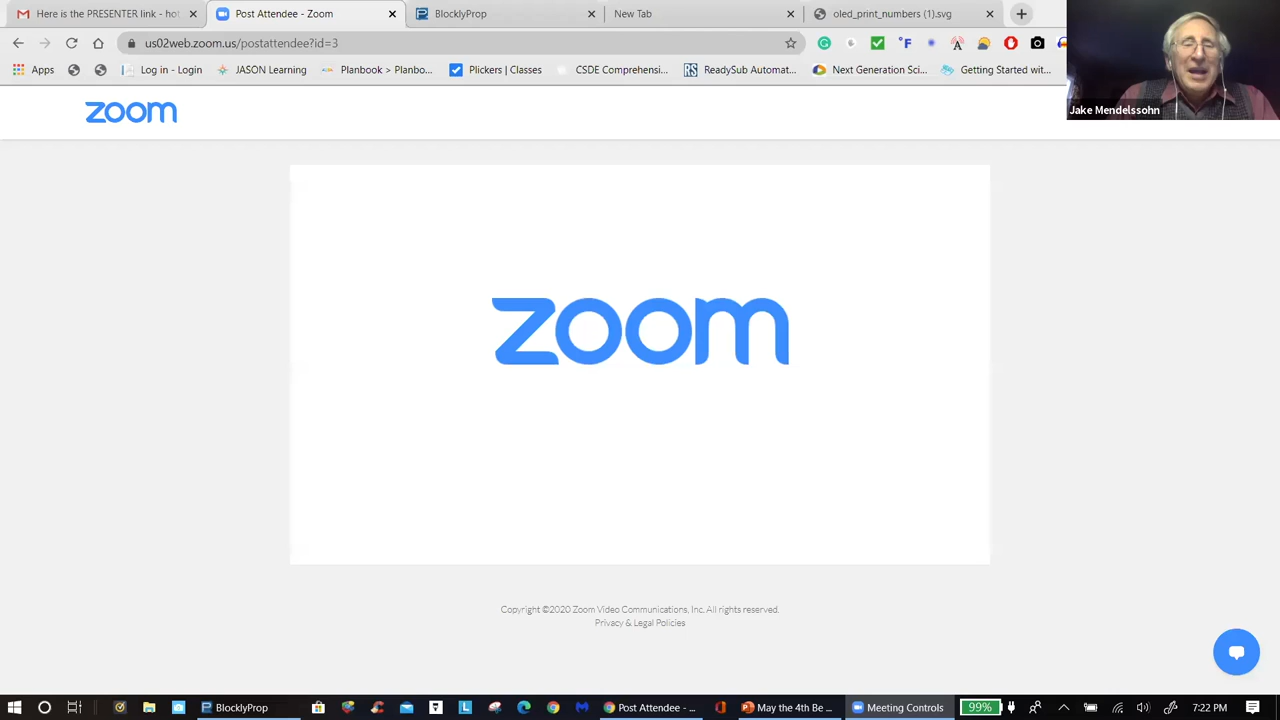 Here is the PRESENTER link - hot
Post Attendee - Zoom
BlocklyProp
New Tab
oled_print_numbers (1).svg
us02web.zoom.us/postattendee?id=3
°F
Apps
Log in - Login
JASON Learning
Planbook > Planbo...
Plickers | Classes
CSDE Comprehensi...
RS
ReadySub Automat...
Next Generation Sci...
Getting Started wit...
Jake Mendelssohn
zoom
zoom
Copyright ©2020 Zoom Video Communications, Inc. All rights reserved.
Privacy & Legal Policies
BlocklyProp
L
Post Attendee - ...
May the 4th Be ...
Meeting Controls
99%
7:22 PM